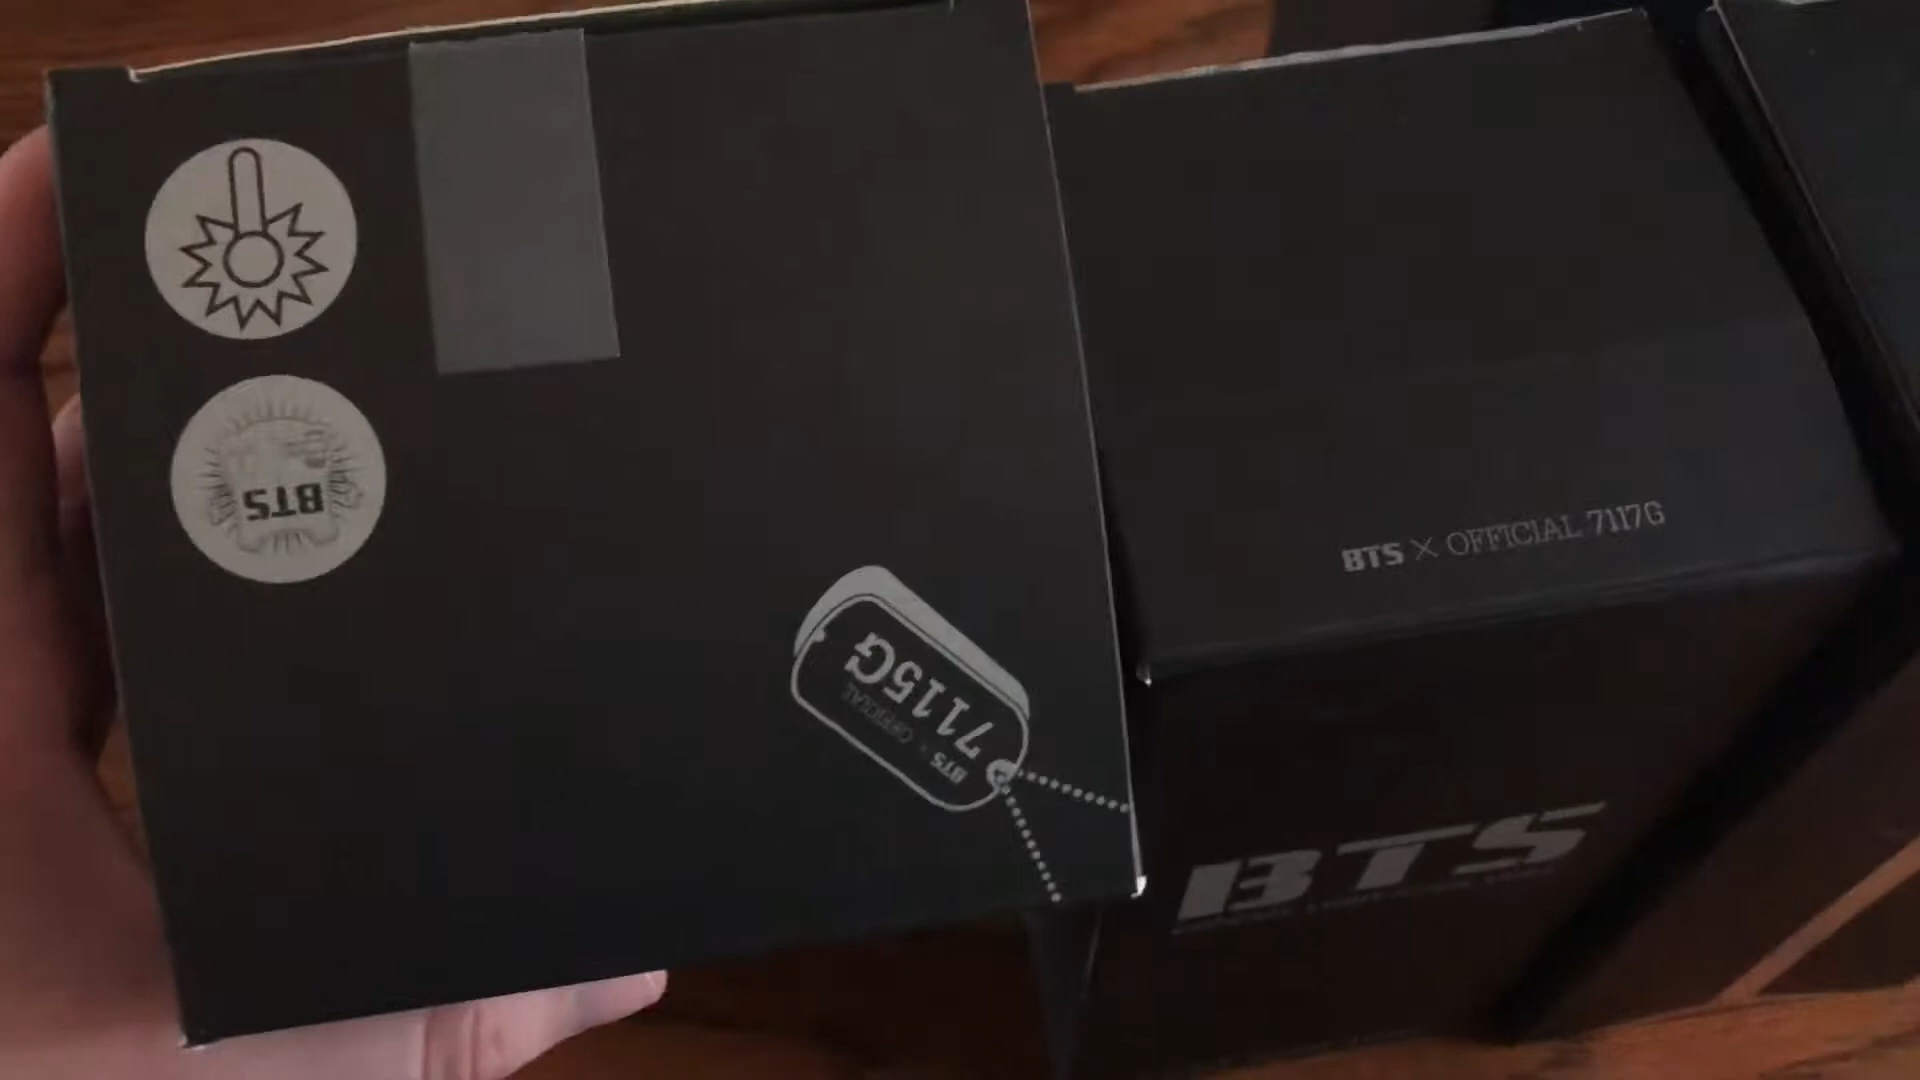 BTS
7115G
BTS × OFFICIAL
BTS × OFFICIAL 7117G
BTS